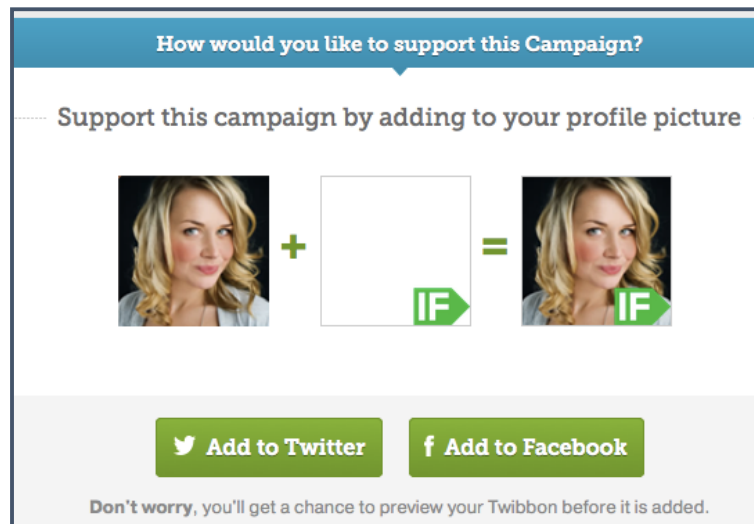 How would you like to support this Campaign?
Support this campaign by adding to your profile picture
+ IF = IF
Add to Twitter f Add to Facebook
Don't worry, you'll get a chance to preview your Twibbon before it is added.